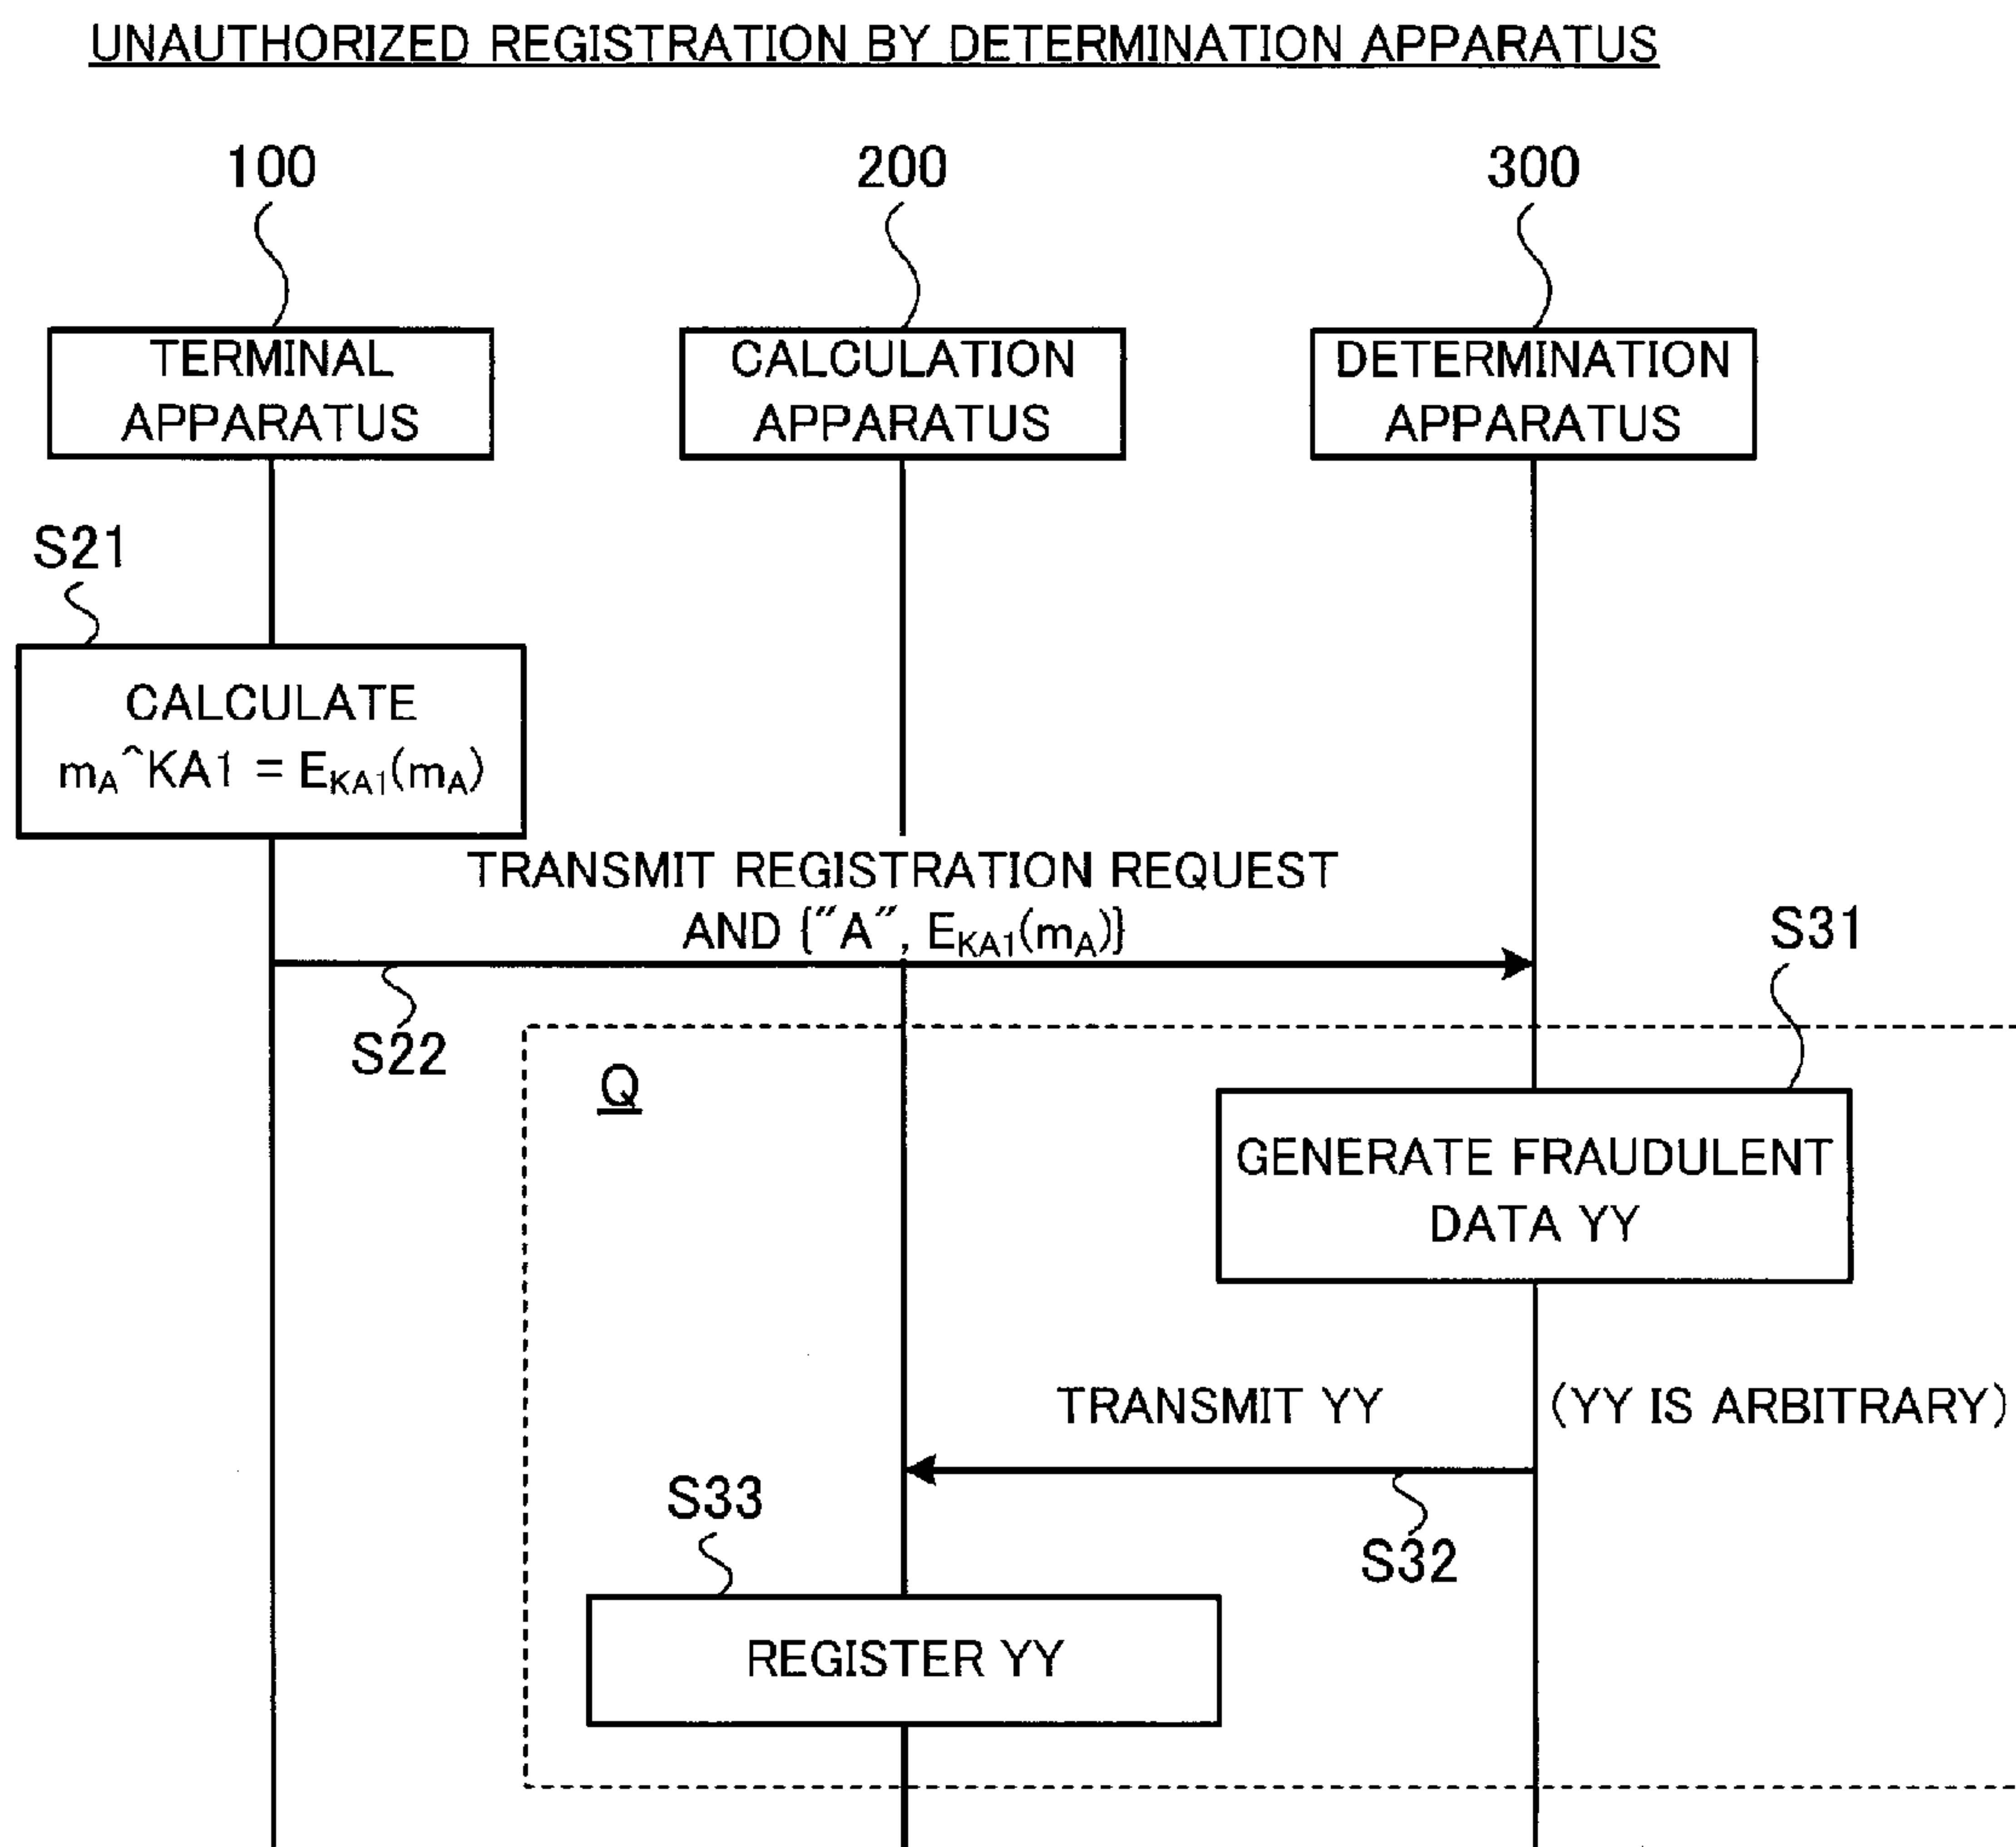 UNAUTHORIZED REGISTRATION BY DETERMINATION APPARATUS
100
200
300
TERMINAL
APPARATUS
CALCULATION
APPARATUS
DETERMINATION
APPARATUS
S21
CALCULATE
mA^KA1 = EKA1(mA)
TRANSMIT REGISTRATION REQUEST
AND {"A", EKA1(mA)}
S22
S31
Q
GENERATE FRAUDULENT
DATA YY
TRANSMIT YY
(YY IS ARBITRARY)
S32
S33
REGISTER YY